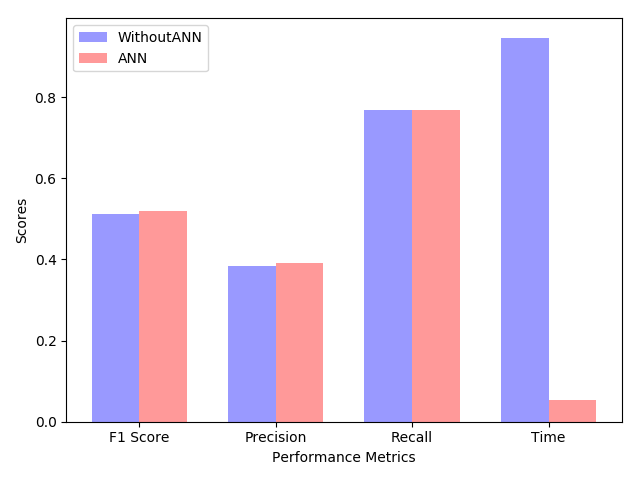 WithoutANN
ANN
Scores
0.8
0.6
0.4
0.2
0.0
F1 Score
Precision
Recall
Time
Performance Metrics